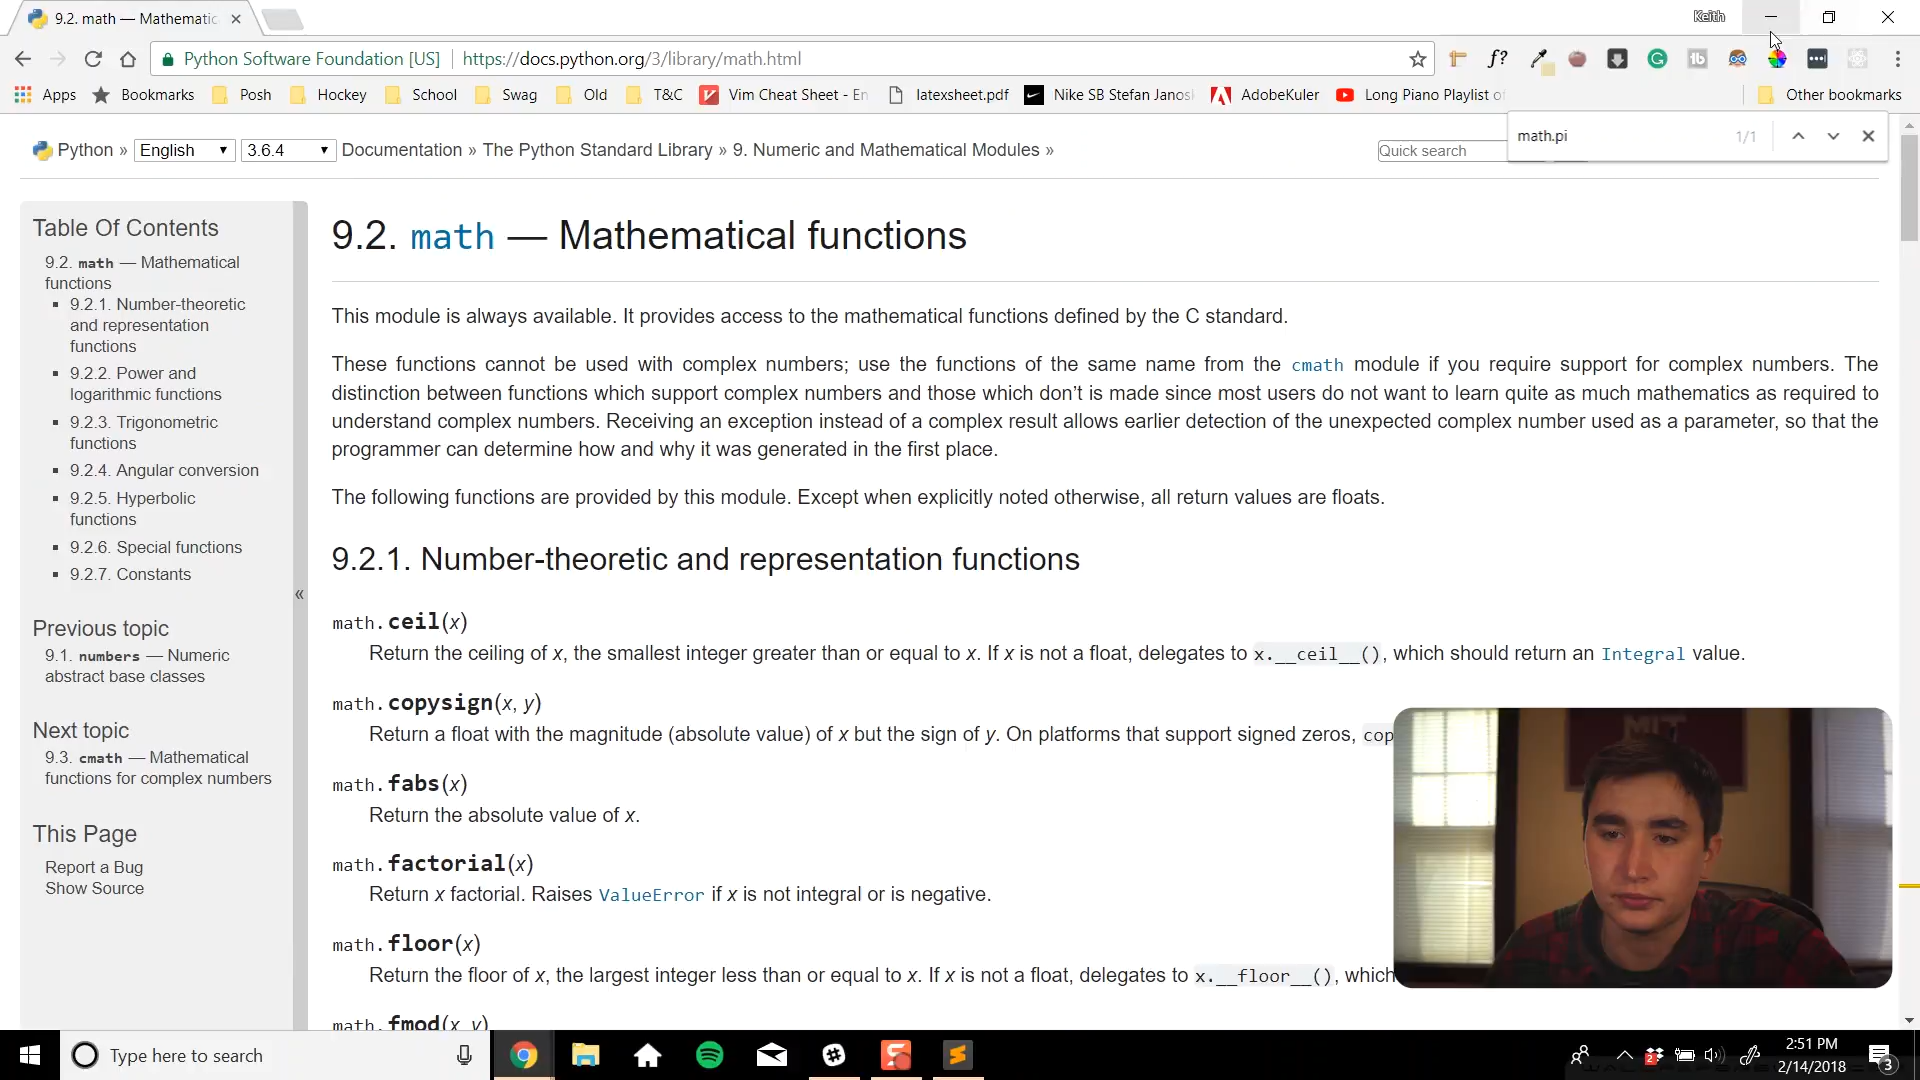 9.2. math — Mathematic
Keith
Python Software Foundation [US]
https://docs.python.org/3/library/math.html
Apps
Bookmarks
Posh
Hockey
School
Swag
Old
T&C
Vim Cheat Sheet - En
latexsheet.pdf
Nike SB Stefan Janosk
AdobeKuler
Long Piano Playlist o
Other bookmarks
math.pi
1/1
Python »
English
3.6.4
Documentation » The Python Standard Library » 9. Numeric and Mathematical Modules »
Quick search
Table Of Contents
9.2. math — Mathematical
functions
9.2.1. Number-theoretic
and representation
functions
9.2.2. Power and
logarithmic functions
9.2.3. Trigonometric
functions
9.2.4. Angular conversion
9.2.5. Hyperbolic
functions
9.2.6. Special functions
9.2.7. Constants
«
Previous topic
9.1. numbers — Numeric
abstract base classes
Next topic
9.3. cmath — Mathematical
functions for complex numbers
This Page
Report a Bug
Show Source
9.2. math — Mathematical functions
This module is always available. It provides access to the mathematical functions defined by the C standard.
These functions cannot be used with complex numbers; use the functions of the same name from the cmath module if you require support for complex numbers. The
distinction between functions which support complex numbers and those which don't is made since most users do not want to learn quite as much mathematics as required to
understand complex numbers. Receiving an exception instead of a complex result allows earlier detection of the unexpected complex number used as a parameter, so that the
programmer can determine how and why it was generated in the first place.
The following functions are provided by this module. Except when explicitly noted otherwise, all return values are floats.
9.2.1. Number-theoretic and representation functions
math.ceil(x)
Return the ceiling of x, the smallest integer greater than or equal to x. If x is not a float, delegates to x.__ceil__(), which should return an Integral value.
math.copysign(x, y)
Return a float with the magnitude (absolute value) of x but the sign of y. On platforms that support signed zeros, cop
math.fabs(x)
Return the absolute value of x.
math.factorial(x)
Return x factorial. Raises ValueError if x is not integral or is negative.
math.floor(x)
Return the floor of x, the largest integer less than or equal to x. If x is not a float, delegates to x.__floor__(), which
math.fmod(x, y)
MIT
Type here to search
2:51 PM
2/14/2018
3